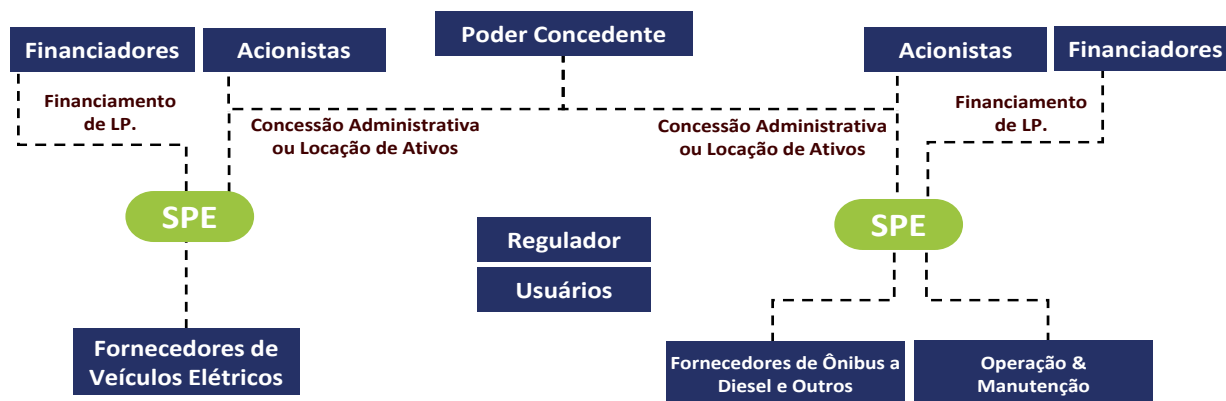 Poder Concedente
Financiadores
Acionistas
Acionistas
Financiadores
Financiamento
de LP.
Concessão Administrativa
ou Locação de Ativos
Concessão Administrativa
ou Locação de Ativos
Financiamento
de LP.
SPE
SPE
Regulador
Usuários
Fornecedores de
Veículos Elétricos
Fornecedores de Ônibus a
Diesel e Outros
Operação &
Manutenção